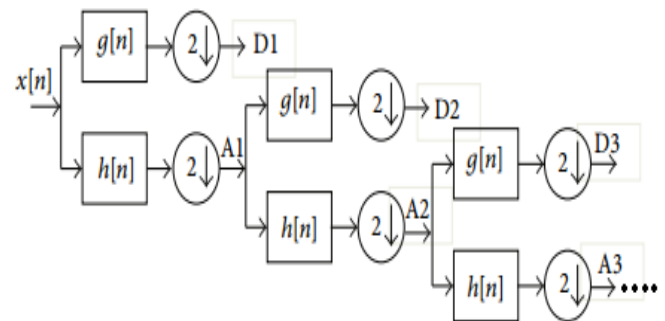 g[n] 2↓ D1
x[n]
g[n] 2↓ D2
h[n] 2↓ A1
g[n] 2↓ D3
h[n] 2↓ A2
h[n] 2↓ A3 ....